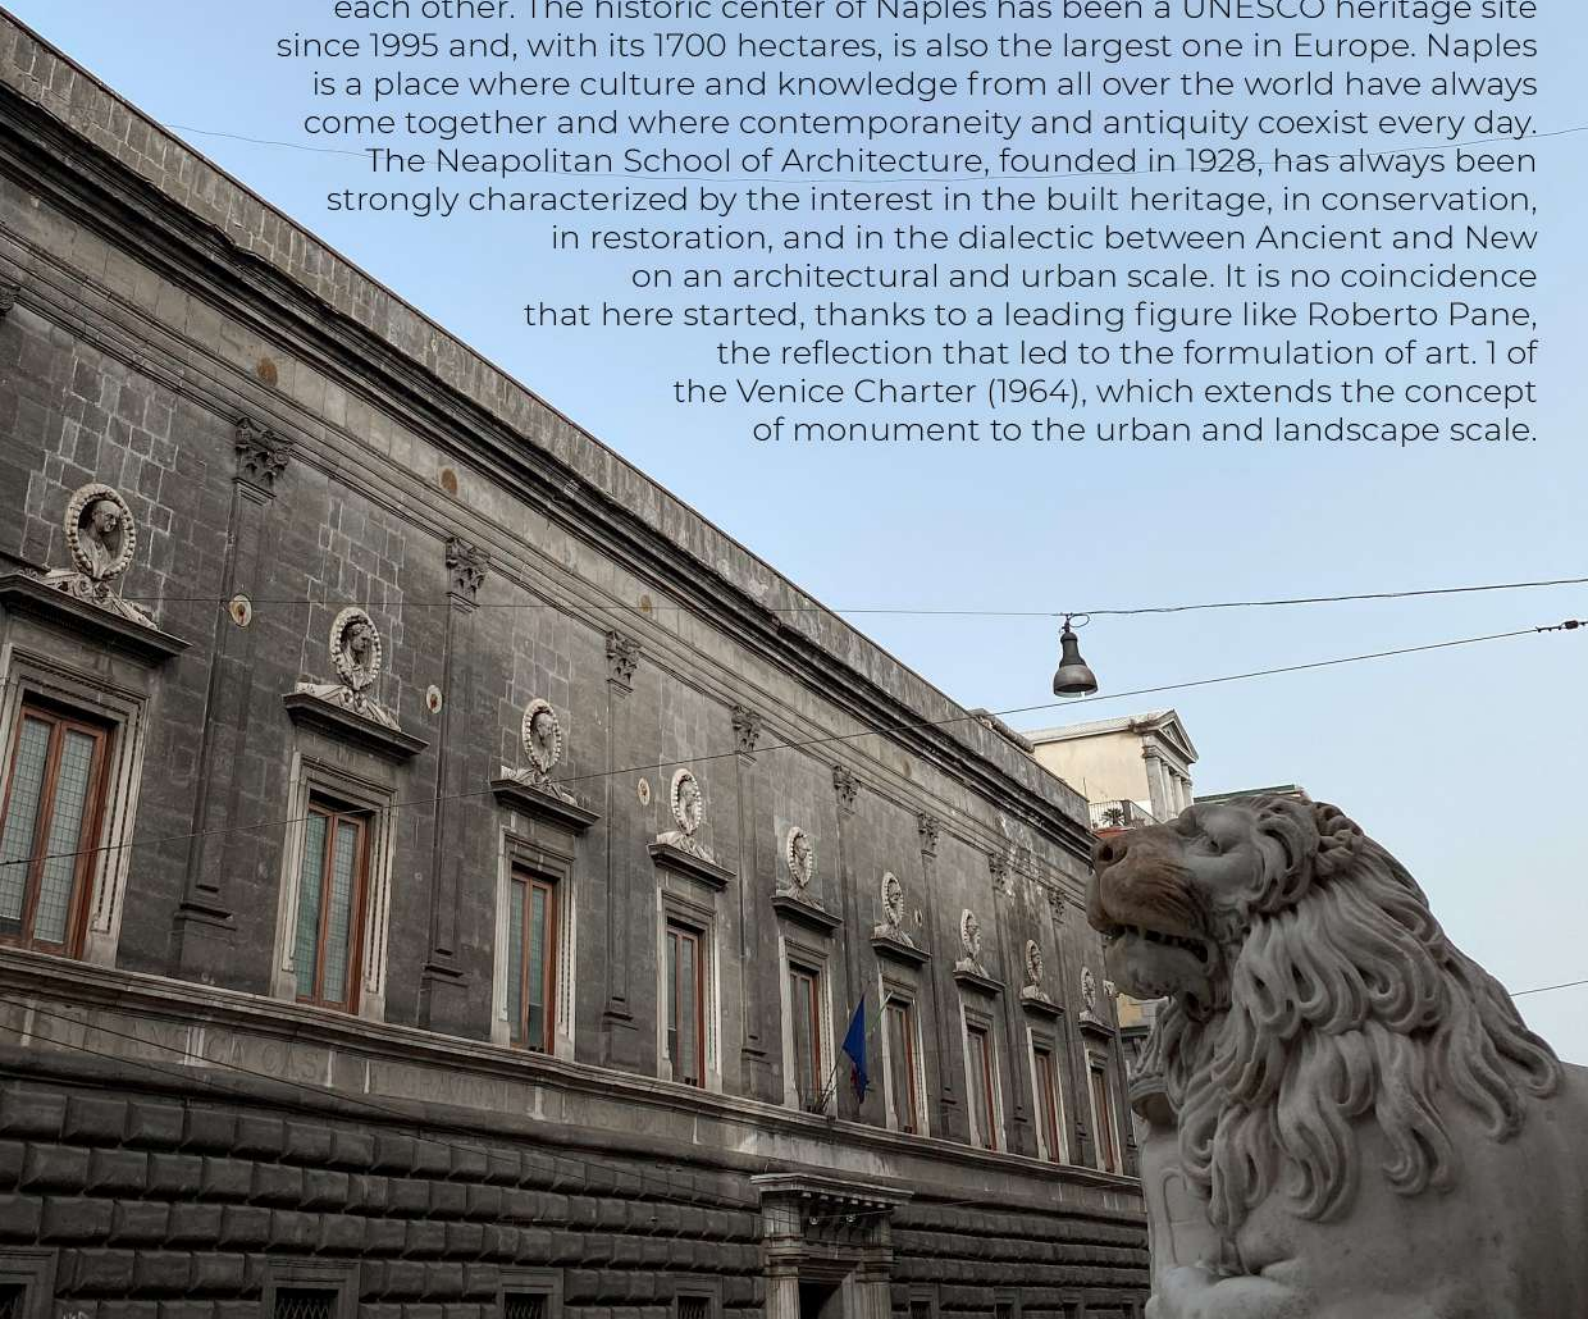 each other. The historic center of Naples has been a UNESCO heritage site
since 1995 and, with its 1700 hectares, is also the largest one in Europe. Naples
is a place where culture and knowledge from all over the world have always
come together and where contemporaneity and antiquity coexist every day.
The Neapolitan School of Architecture, founded in 1928, has always been
strongly characterized by the interest in the built heritage, in conservation,
in restoration, and in the dialectic between Ancient and New
on an architectural and urban scale. It is no coincidence
that here started, thanks to a leading figure like Roberto Pane,
the reflection that led to the formulation of art. 1 of
the Venice Charter (1964), which extends the concept
of monument to the urban and landscape scale.